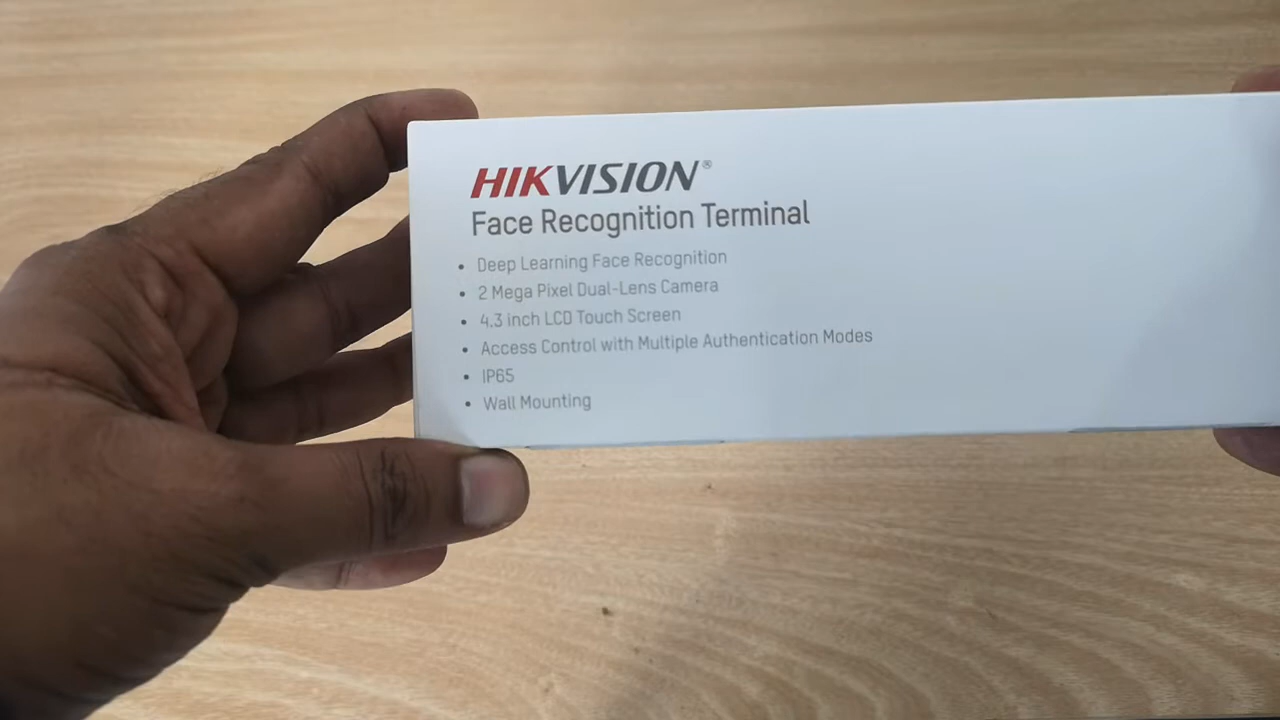 HIKVISION®
Face Recognition Terminal
• Deep Learning Face Recognition
• 2 Mega Pixel Dual-Lens Camera
• 4.3 inch LCD Touch Screen
• Access Control with Multiple Authentication Modes
• IP65
• Wall Mounting